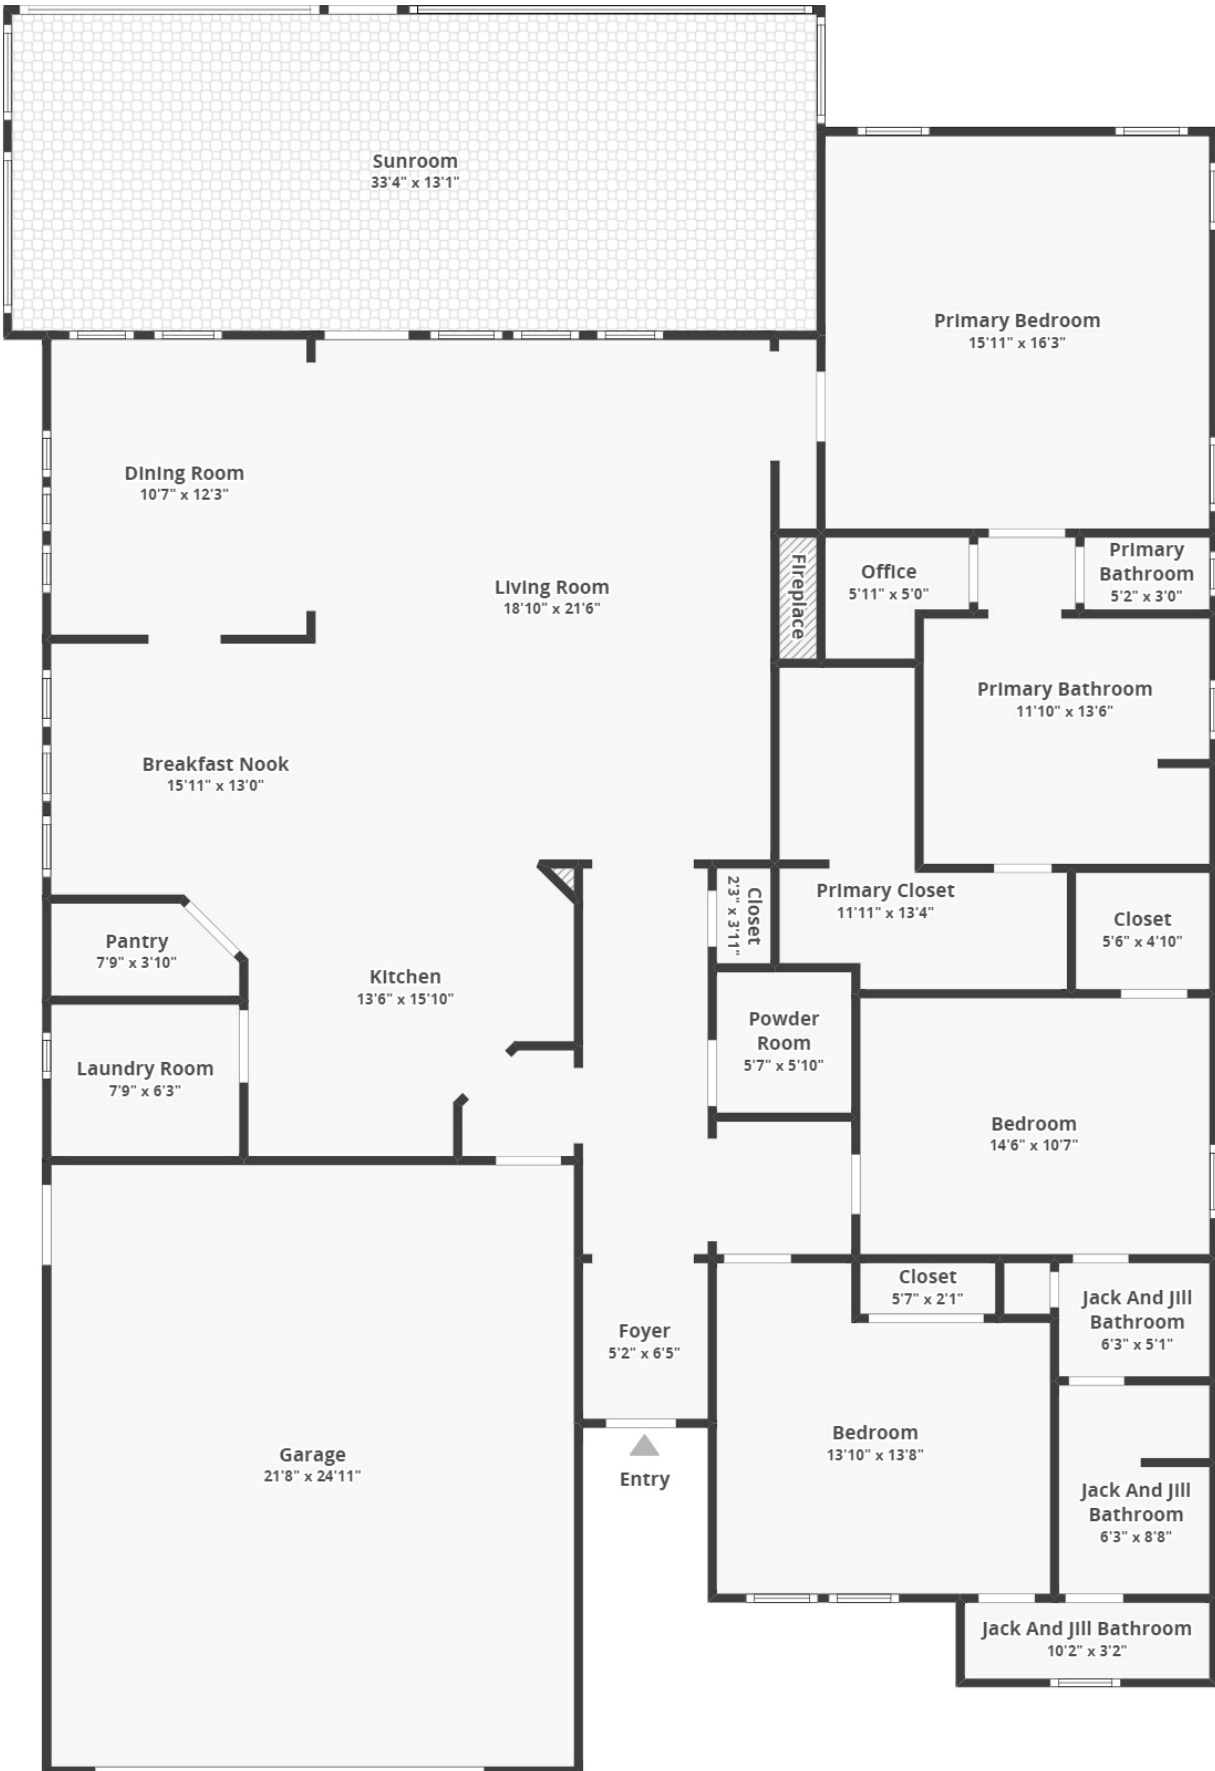 Sunroom
33'4" x 13'1"
Primary Bedroom
15'11" x 16'3"
Dining Room
10'7" x 12'3"
Living Room
18'10" x 21'6"
Fireplace
Office
5'11" x 5'0"
Primary
Bathroom
5'2" x 3'0"
Primary Bathroom
11'10" x 13'6"
Breakfast Nook
15'11" x 13'0"
Closet
2'3" x 3'11"
Primary Closet
11'11" x 13'4"
Closet
5'6" x 4'10"
Pantry
7'9" x 3'10"
Kitchen
13'6" x 15'10"
Powder
Room
5'7" x 5'10"
Laundry Room
7'9" x 6'3"
Bedroom
14'6" x 10'7"
Closet
5'7" x 2'1"
Jack And Jill
Bathroom
6'3" x 5'1"
Foyer
5'2" x 6'5"
Bedroom
13'10" x 13'8"
Garage
21'8" x 24'11"
Entry
Jack And Jill
Bathroom
6'3" x 8'8"
Jack And Jill Bathroom
10'2" x 3'2"